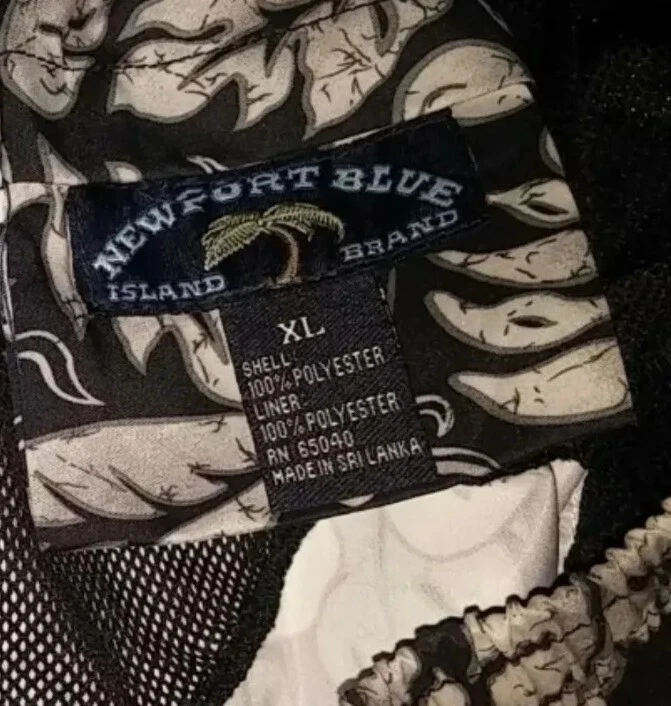 NEWPORT BLUE
ISLAND BRAND
XL
SHELL:
100% POLYESTER
LINER:
100% POLYESTER
RN 65040
MADE IN SRI LANKA